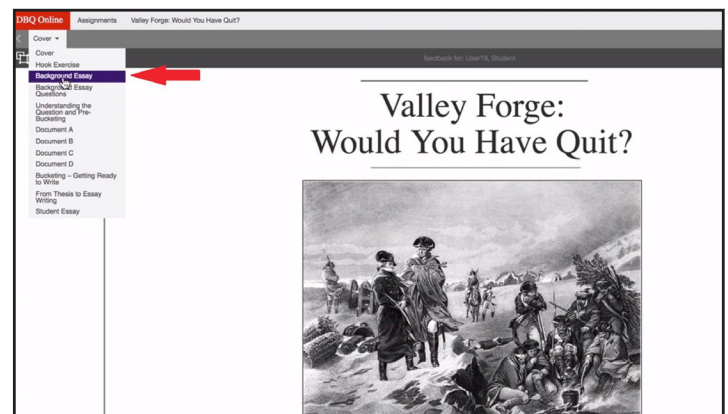 DBQ Online Assignments Valley Forge: Would You Have Quit?
Cover
feedback for: User18, Student
Cover
Hook Exercise
Background Essay
Background Essay
Questions
Understanding the
Question and Pre-
Bucketing
Document A
Document B
Document C
Document D
Bucketing – Getting Ready
to Write
From Thesis to Essay
Writing
Student Essay
Valley Forge:
Would You Have Quit?